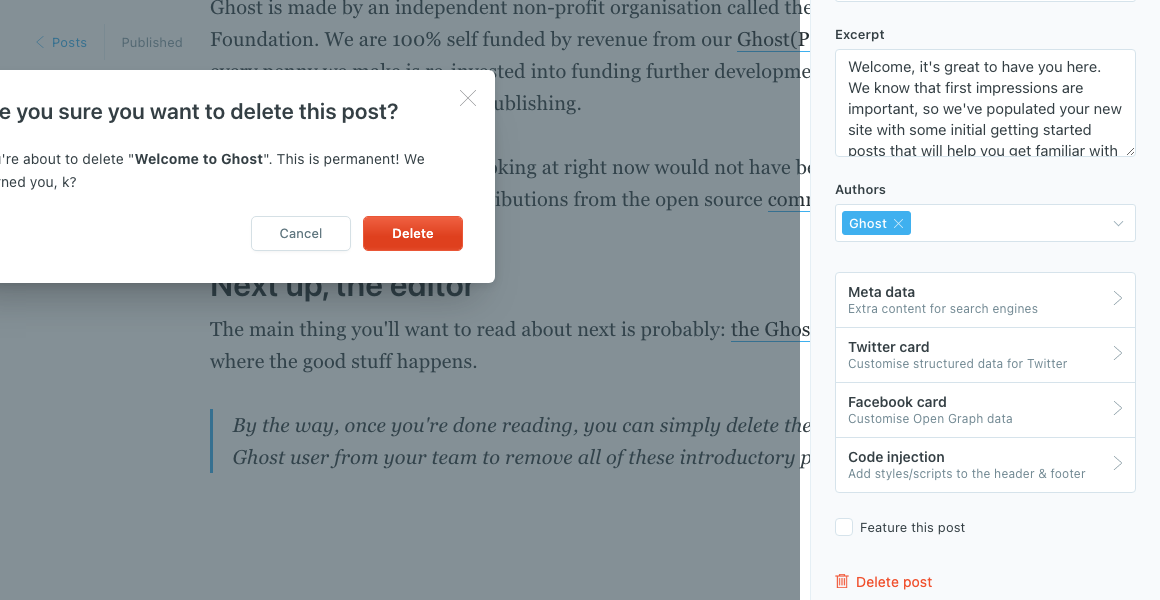 Ghost is made by an independent non-profit organisation called the
Posts
Published
Foundation. We are 100% self funded by revenue from our Ghost(P
every penny we make is re-invested into funding further developme
ublishing.
e you sure you want to delete this post?
're about to delete "Welcome to Ghost". This is permanent! We
ned you, k?
Cancel
Delete
oking at right now would not have be
ibutions from the open source comm
Next up, the editor
The main thing you'll want to read about next is probably: the Ghos
where the good stuff happens.
By the way, once you're done reading, you can simply delete the
Ghost user from your team to remove all of these introductory p
Excerpt
Welcome, it's great to have you here.
We know that first impressions are
important, so we've populated your new
site with some initial getting started
posts that will help you get familiar with
Authors
Ghost
Meta data
Extra content for search engines
Twitter card
Customise structured data for Twitter
Facebook card
Customise Open Graph data
Code injection
Add styles/scripts to the header & footer
Feature this post
Delete post